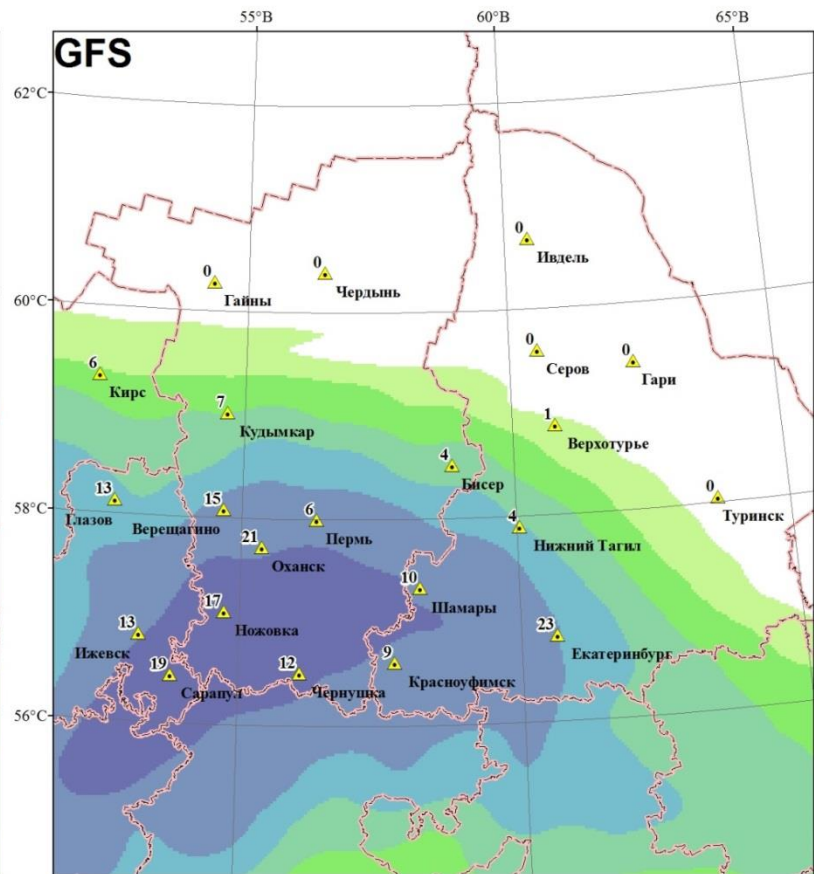 55°В 60°В 65°В
GFS
62°С
0
Ивдель
0 0
Гайны Чердынь
60°С
0 0
Серов Гари
6
Кирс
7
Кудымкар
1
Верхотурье
4
Бисер
0
Туринск
58°С
13 15 6 4
Глазов Верещагино Пермь Нижний Тагил
21
Оханск
10
Шамары
17
Ножовка
13 23
Ижевск Екатеринбург
19 12 9
Сарапул Чернушка Красноуфимск
56°С